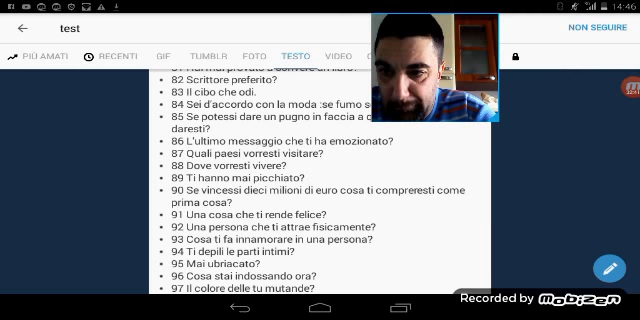 14:46
test
NON SEGUIRE
PIÙ AMATI
RECENTI
GIF
TUMBLR
FOTO
TESTO
VIDEO
82 Scrittore preferito?
83 Il cibo che odi.
84 Sei d'accordo con la moda :se fumo s
85 Se potessi dare un pugno in faccia a
daresti?
86 L'ultimo messaggio che ti ha emozionato?
87 Quali paesi vorresti visitare?
88 Dove vorresti vivere?
89 Ti hanno mai picchiato?
90 Se vincessi dieci milioni di euro cosa ti compreresti come
prima cosa?
91 Una cosa che ti rende felice?
92 Una persona che ti attrae fisicamente?
93 Cosa ti fa innamorare in una persona?
94 Ti depili le parti intimi?
95 Mai ubriacato?
96 Cosa stai indossando ora?
97 Il colore delle tu mutande?
Recorded by Mobizen